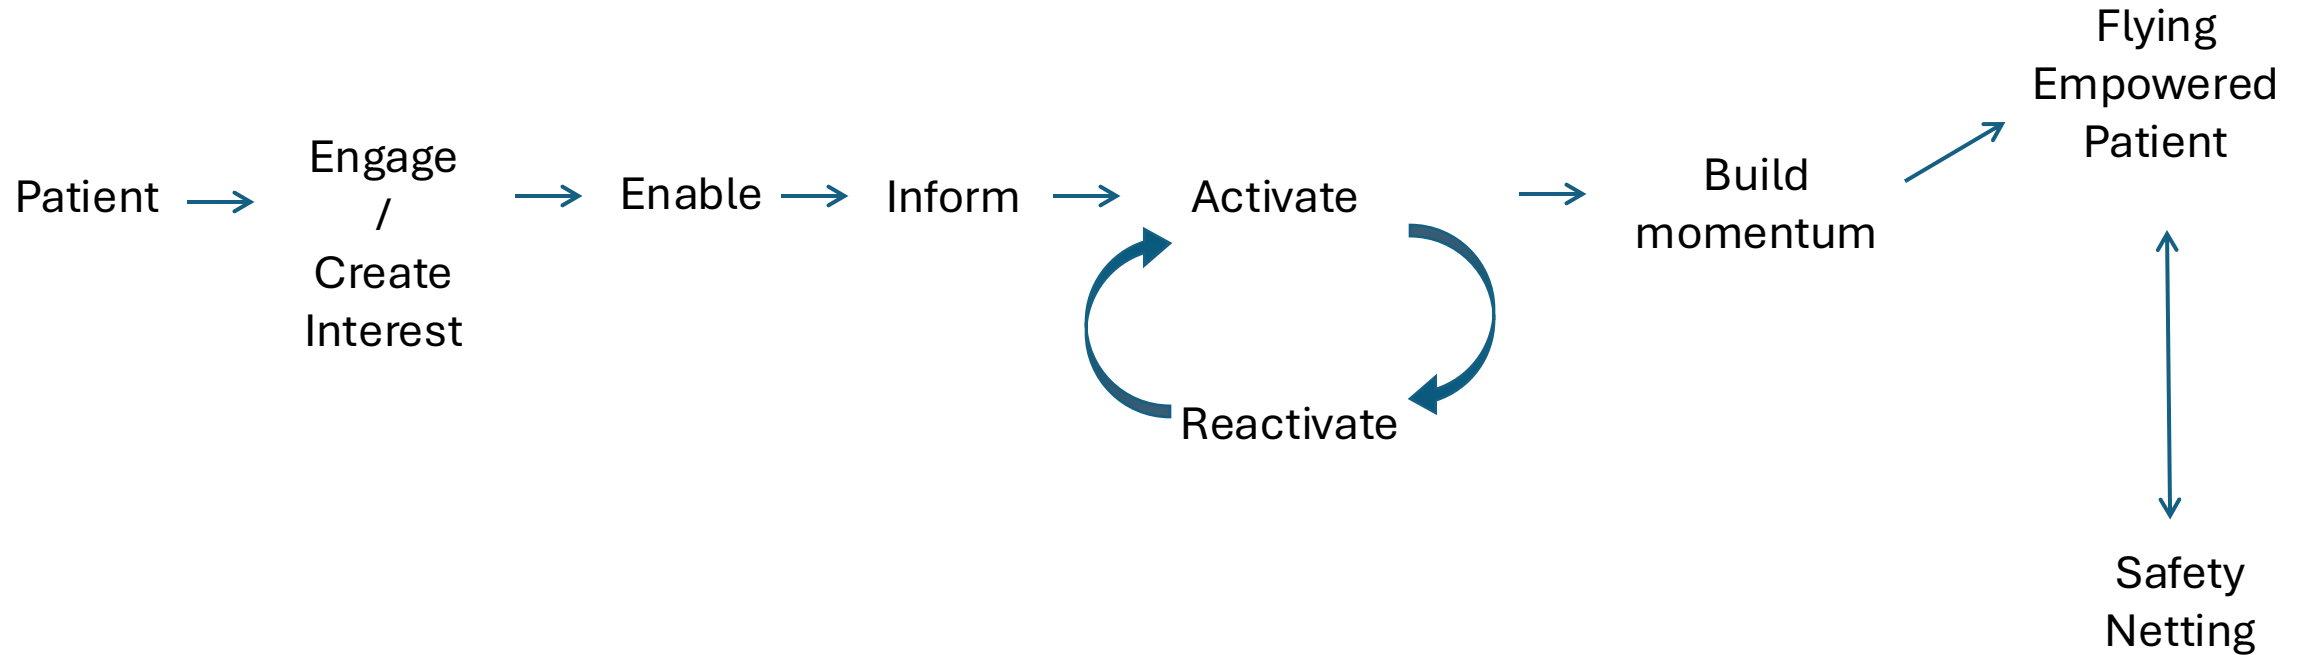 Patient
Engage
/
Create
Interest
Enable
Inform
Activate
Reactivate
Build
momentum
Flying
Empowered
Patient
Safety
Netting